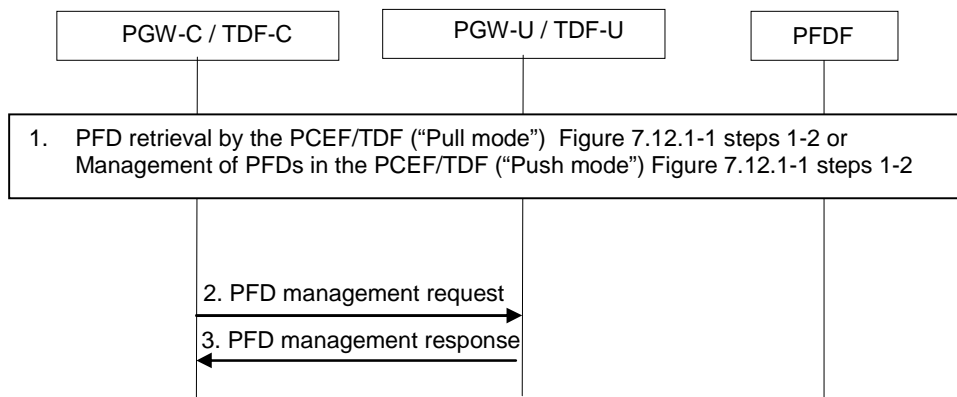 PGW-C / TDF-C
PGW-U / TDF-U
PFDF
1. PFD retrieval by the PCEF/TDF (“Pull mode”) Figure 7.12.1-1 steps 1-2 or
Management of PFDs in the PCEF/TDF (“Push mode”) Figure 7.12.1-1 steps 1-2
2. PFD management request
3. PFD management response